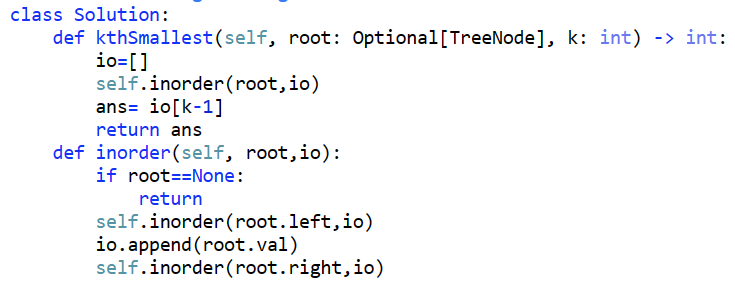 class Solution:
    def kthSmallest(self, root: Optional[TreeNode], k: int) -> int:
        io=[]
        self.inorder(root,io)
        ans= io[k-1]
        return ans
    def inorder(self, root,io):
        if root==None:
            return
        self.inorder(root.left,io)
        io.append(root.val)
        self.inorder(root.right,io)